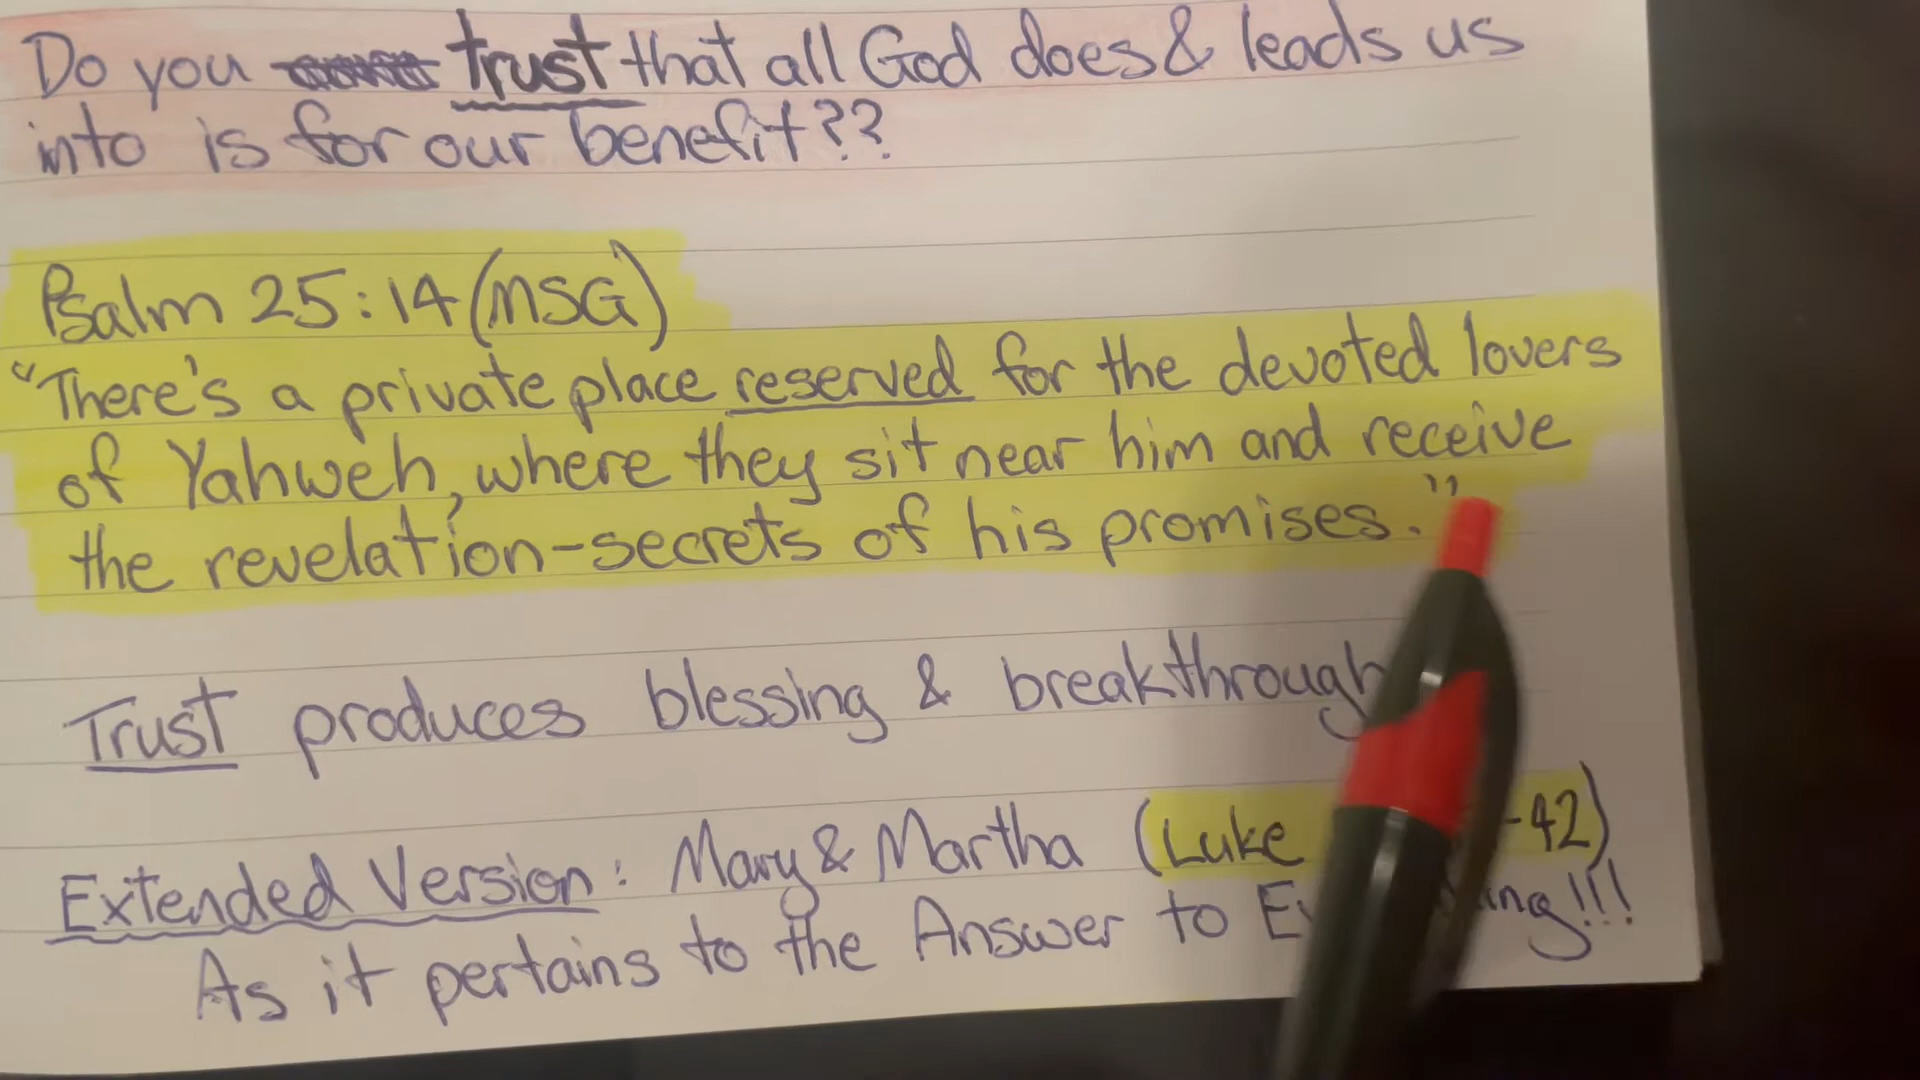 Do you trust that all God does & leads us
into is for our benefit??
Psalm 25:14 (MSG)
"There's a private place reserved for the devoted lovers
of Yahweh, where they sit near him and receive
the revelation-secrets of his promises."
Trust produces blessing & breakthrough
Extended Version: Mary & Martha (Luke -42)
As it pertains to the Answer to E ing!!!